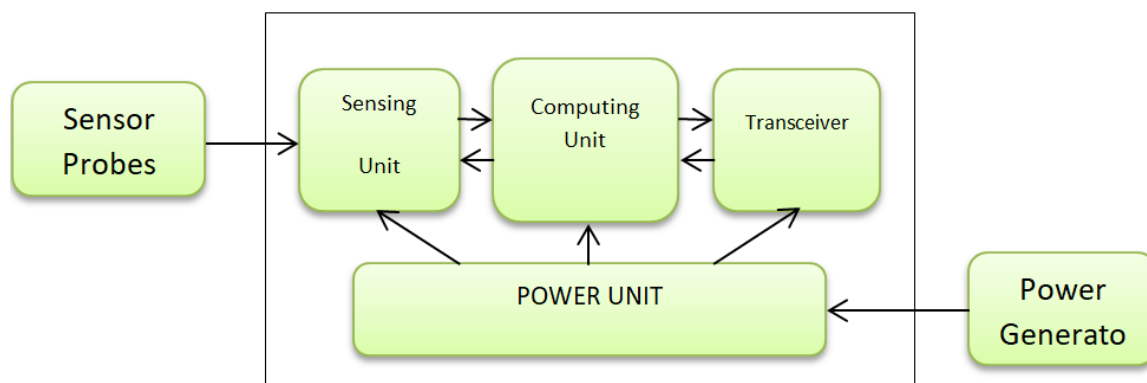 Sensor
Probes
Sensing
Unit
Computing
Unit
Transceiver
POWER UNIT
Power
Generato